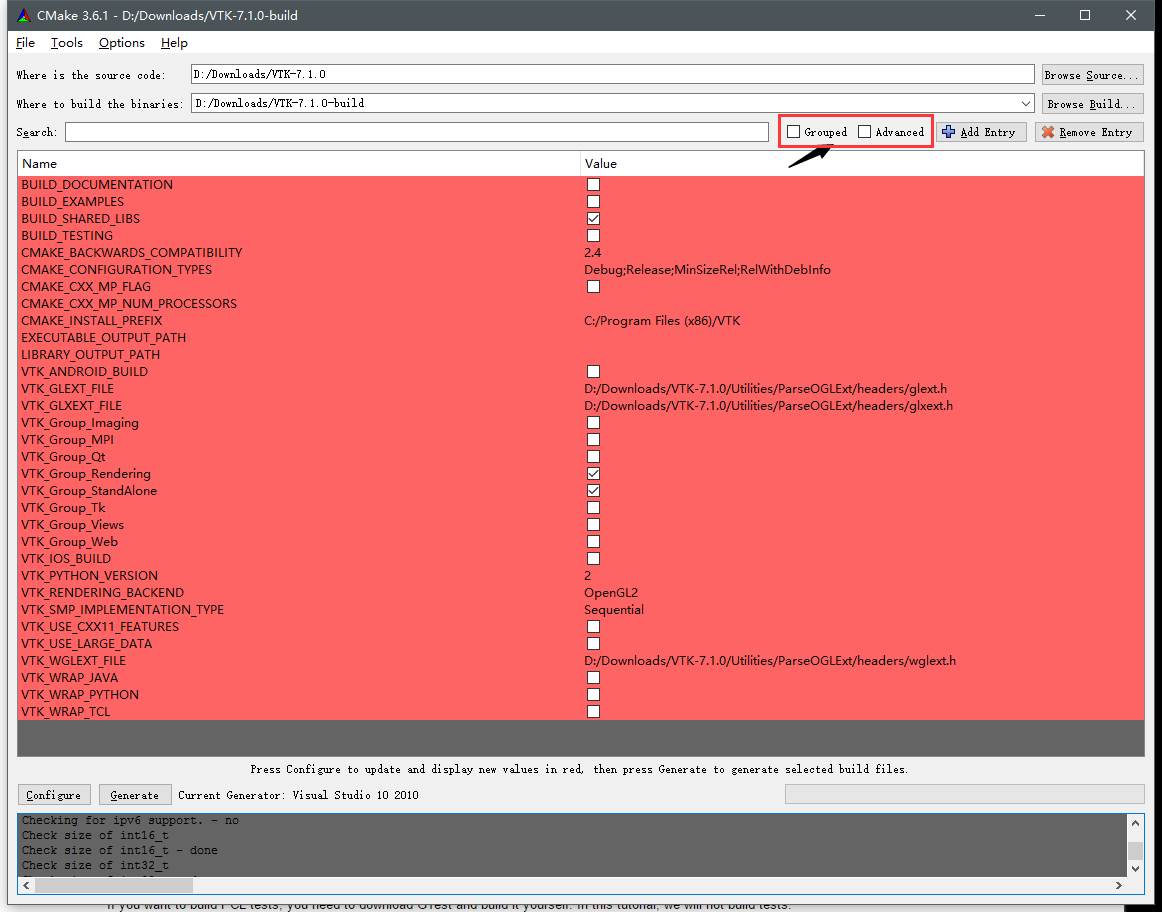 CMake 3.6.1 - D:/Downloads/VTK-7.1.0-build
File Tools Options Help
Where is the source code: D:/Downloads/VTK-7.1.0 Browse Source...
Where to build the binaries: D:/Downloads/VTK-7.1.0-build Browse Build...
Search: Grouped Advanced Add Entry Remove Entry
Name Value
BUILD_DOCUMENTATION
BUILD_EXAMPLES
BUILD_SHARED_LIBS
BUILD_TESTING
CMAKE_BACKWARDS_COMPATIBILITY 2.4
CMAKE_CONFIGURATION_TYPES Debug;Release;MinSizeRel;RelWithDebInfo
CMAKE_CXX_MP_FLAG
CMAKE_CXX_MP_NUM_PROCESSORS
CMAKE_INSTALL_PREFIX C:/Program Files (x86)/VTK
EXECUTABLE_OUTPUT_PATH
LIBRARY_OUTPUT_PATH
VTK_ANDROID_BUILD
VTK_GLEXT_FILE D:/Downloads/VTK-7.1.0/Utilities/ParseOGLExt/headers/glext.h
VTK_GLXEXT_FILE D:/Downloads/VTK-7.1.0/Utilities/ParseOGLExt/headers/glxext.h
VTK_Group_Imaging
VTK_Group_MPI
VTK_Group_Qt
VTK_Group_Rendering
VTK_Group_StandAlone
VTK_Group_Tk
VTK_Group_Views
VTK_Group_Web
VTK_IOS_BUILD
VTK_PYTHON_VERSION 2
VTK_RENDERING_BACKEND OpenGL2
VTK_SMP_IMPLEMENTATION_TYPE Sequential
VTK_USE_CXX11_FEATURES
VTK_USE_LARGE_DATA
VTK_WGLEXT_FILE D:/Downloads/VTK-7.1.0/Utilities/ParseOGLExt/headers/wglext.h
VTK_WRAP_JAVA
VTK_WRAP_PYTHON
VTK_WRAP_TCL
Press Configure to update and display new values in red, then press Generate to generate selected build files.
Configure Generate Current Generator: Visual Studio 10 2010
Checking for ipv6 support. - no
Check size of int16_t
Check size of int16_t - done
Check size of int32_t
If you want to build PCL tests, you need to download GTest and build it yourself. In this tutorial, we will not build tests.